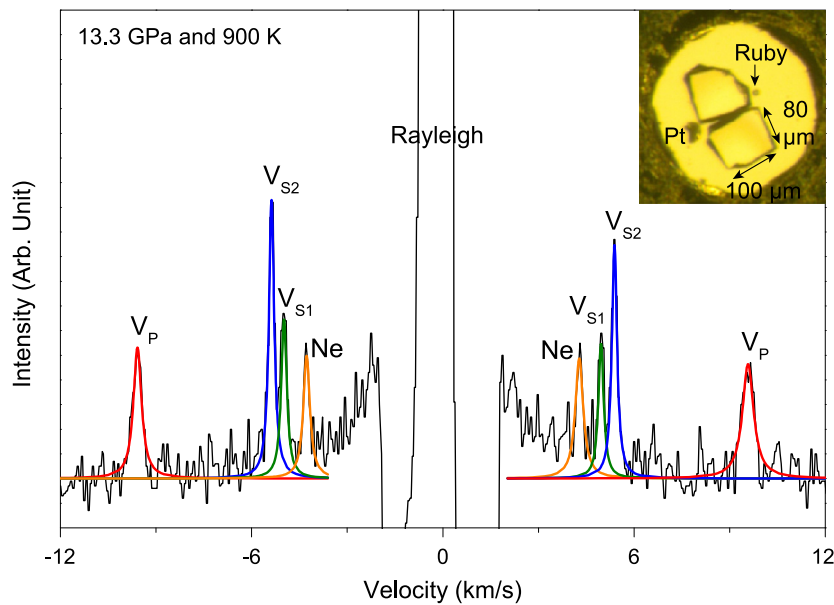 13.3 GPa and 900 K
Ruby
80
µm
Pt
100 µm
Rayleigh
V_S2
V_S1
V_P
Ne
V_S2
V_S1
Ne
V_P
Intensity (Arb. Unit)
-12 -6 0 6 12
Velocity (km/s)